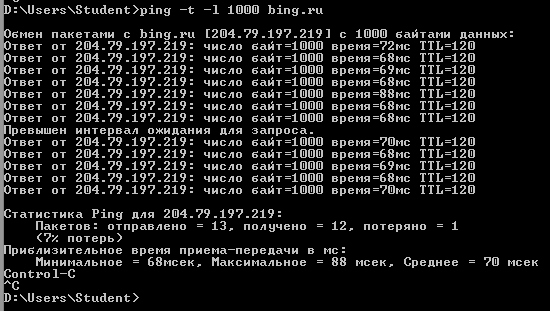 D:\Users\Student>ping -t -l 1000 bing.ru
Обмен пакетами с bing.ru [204.79.197.219] с 1000 байтами данных:
Ответ от 204.79.197.219: число байт=1000 время=72мс TTL=120
Ответ от 204.79.197.219: число байт=1000 время=68мс TTL=120
Ответ от 204.79.197.219: число байт=1000 время=69мс TTL=120
Ответ от 204.79.197.219: число байт=1000 время=68мс TTL=120
Ответ от 204.79.197.219: число байт=1000 время=88мс TTL=120
Ответ от 204.79.197.219: число байт=1000 время=68мс TTL=120
Ответ от 204.79.197.219: число байт=1000 время=68мс TTL=120
Превышен интервал ожидания для запроса.
Ответ от 204.79.197.219: число байт=1000 время=70мс TTL=120
Ответ от 204.79.197.219: число байт=1000 время=68мс TTL=120
Ответ от 204.79.197.219: число байт=1000 время=69мс TTL=120
Ответ от 204.79.197.219: число байт=1000 время=68мс TTL=120
Ответ от 204.79.197.219: число байт=1000 время=70мс TTL=120
Статистика Ping для 204.79.197.219:
Пакетов: отправлено = 13, получено = 12, потеряно = 1
(7% потерь)
Приблизительное время приема-передачи в мс:
Минимальное = 68мсек, Максимальное = 88 мсек, Среднее = 70 мсек
Control-C
^C
D:\Users\Student>